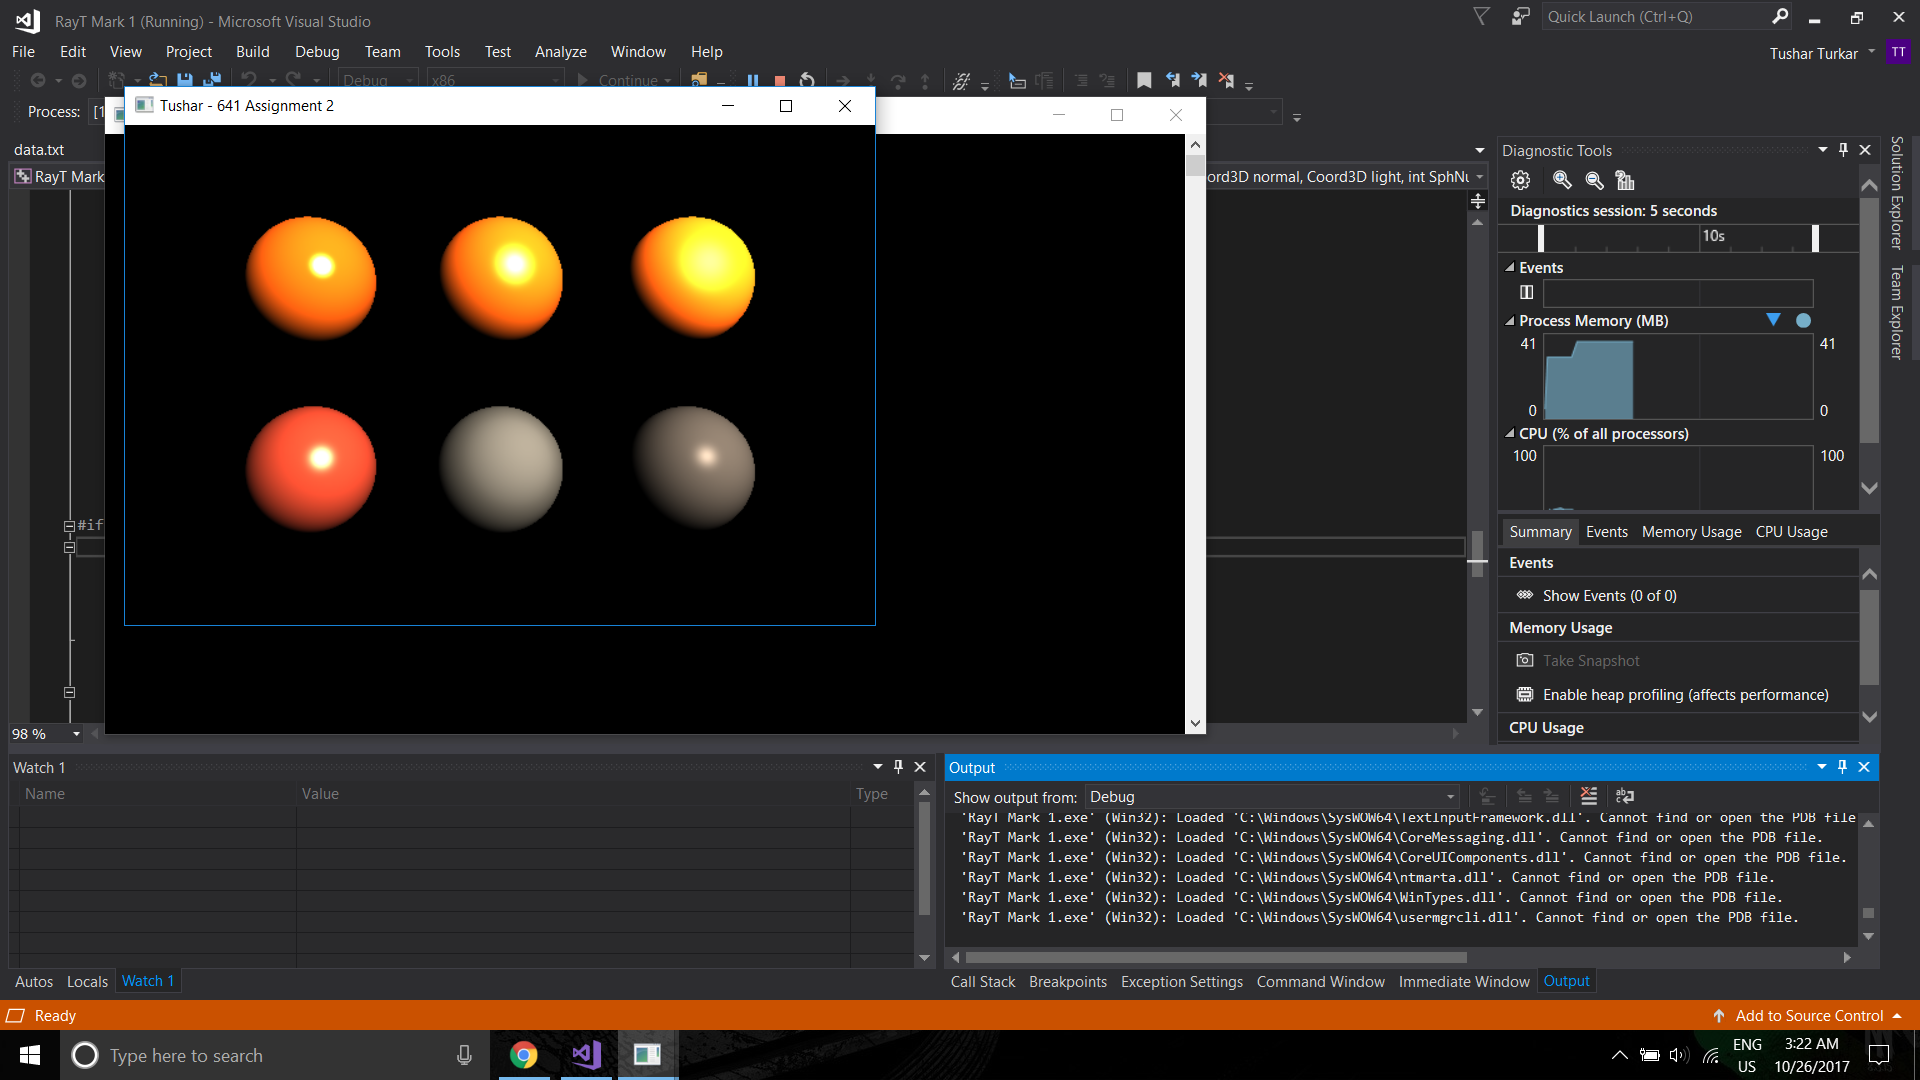 RayT Mark 1 (Running) - Microsoft Visual Studio
Quick Launch (Ctrl+Q)
File Edit View Project Build Debug Team Tools Test Analyze Window Help
Tushar Turkar
TT
Debug x86 Continue
Process: [1
Tushar - 641 Assignment 2
data.txt
RayT Mark
ord3D normal, Coord3D light, int SphNu
#if
98 %
Diagnostic Tools
Diagnostics session: 5 seconds
10s
Events
Process Memory (MB)
41 41
0 0
CPU (% of all processors)
100 100
Summary Events Memory Usage CPU Usage
Events
Show Events (0 of 0)
Memory Usage
Take Snapshot
Enable heap profiling (affects performance)
CPU Usage
Solution Explorer
Team Explorer
Watch 1
Name Value Type
Autos Locals Watch 1
Output
Show output from: Debug
'RayT Mark 1.exe' (Win32): Loaded 'C:\Windows\SysWOW64\TextInputFramework.dll'. Cannot find or open the PDB file
'RayT Mark 1.exe' (Win32): Loaded 'C:\Windows\SysWOW64\CoreMessaging.dll'. Cannot find or open the PDB file.
'RayT Mark 1.exe' (Win32): Loaded 'C:\Windows\SysWOW64\CoreUIComponents.dll'. Cannot find or open the PDB file.
'RayT Mark 1.exe' (Win32): Loaded 'C:\Windows\SysWOW64\ntmarta.dll'. Cannot find or open the PDB file.
'RayT Mark 1.exe' (Win32): Loaded 'C:\Windows\SysWOW64\WinTypes.dll'. Cannot find or open the PDB file.
'RayT Mark 1.exe' (Win32): Loaded 'C:\Windows\SysWOW64\usermgrcli.dll'. Cannot find or open the PDB file.
Call Stack Breakpoints Exception Settings Command Window Immediate Window Output
Ready
Add to Source Control
Type here to search
ENG
US
3:22 AM
10/26/2017